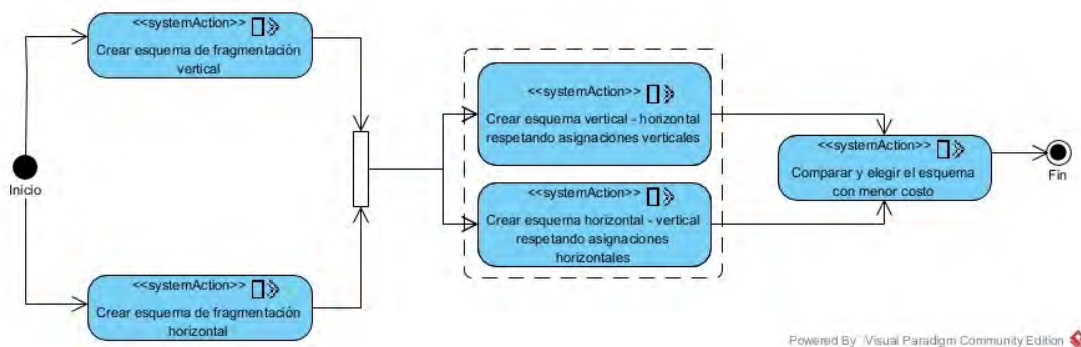 <<systemAction>>
Crear esquema de fragmentación
vertical
Inicio
<<systemAction>>
Crear esquema de fragmentación
horizontal
<<systemAction>>
Crear esquema vertical - horizontal
respetando asignaciones verticales
<<systemAction>>
Crear esquema horizontal - vertical
respetando asignaciones
horizontales
<<systemAction>>
Comparar y elegir el esquema
con menor costo
Fin
Powered By Visual Paradigm Community Edition